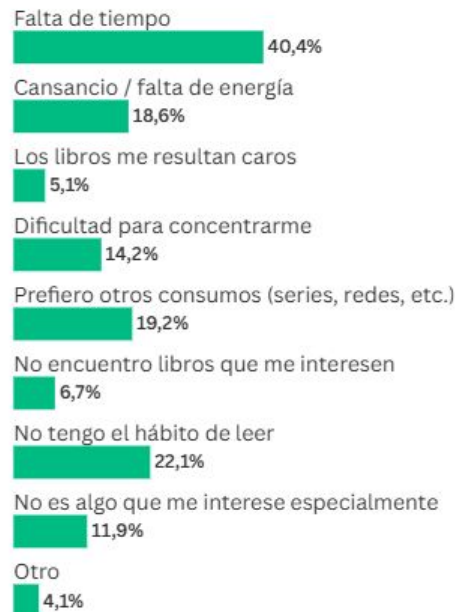 Falta de tiempo
40,4%
Cansancio / falta de energía
18,6%
Los libros me resultan caros
5,1%
Dificultad para concentrarme
14,2%
Prefiero otros consumos (series, redes, etc.)
19,2%
No encuentro libros que me interesen
6,7%
No tengo el hábito de leer
22,1%
No es algo que me interese especialmente
11,9%
Otro
4,1%